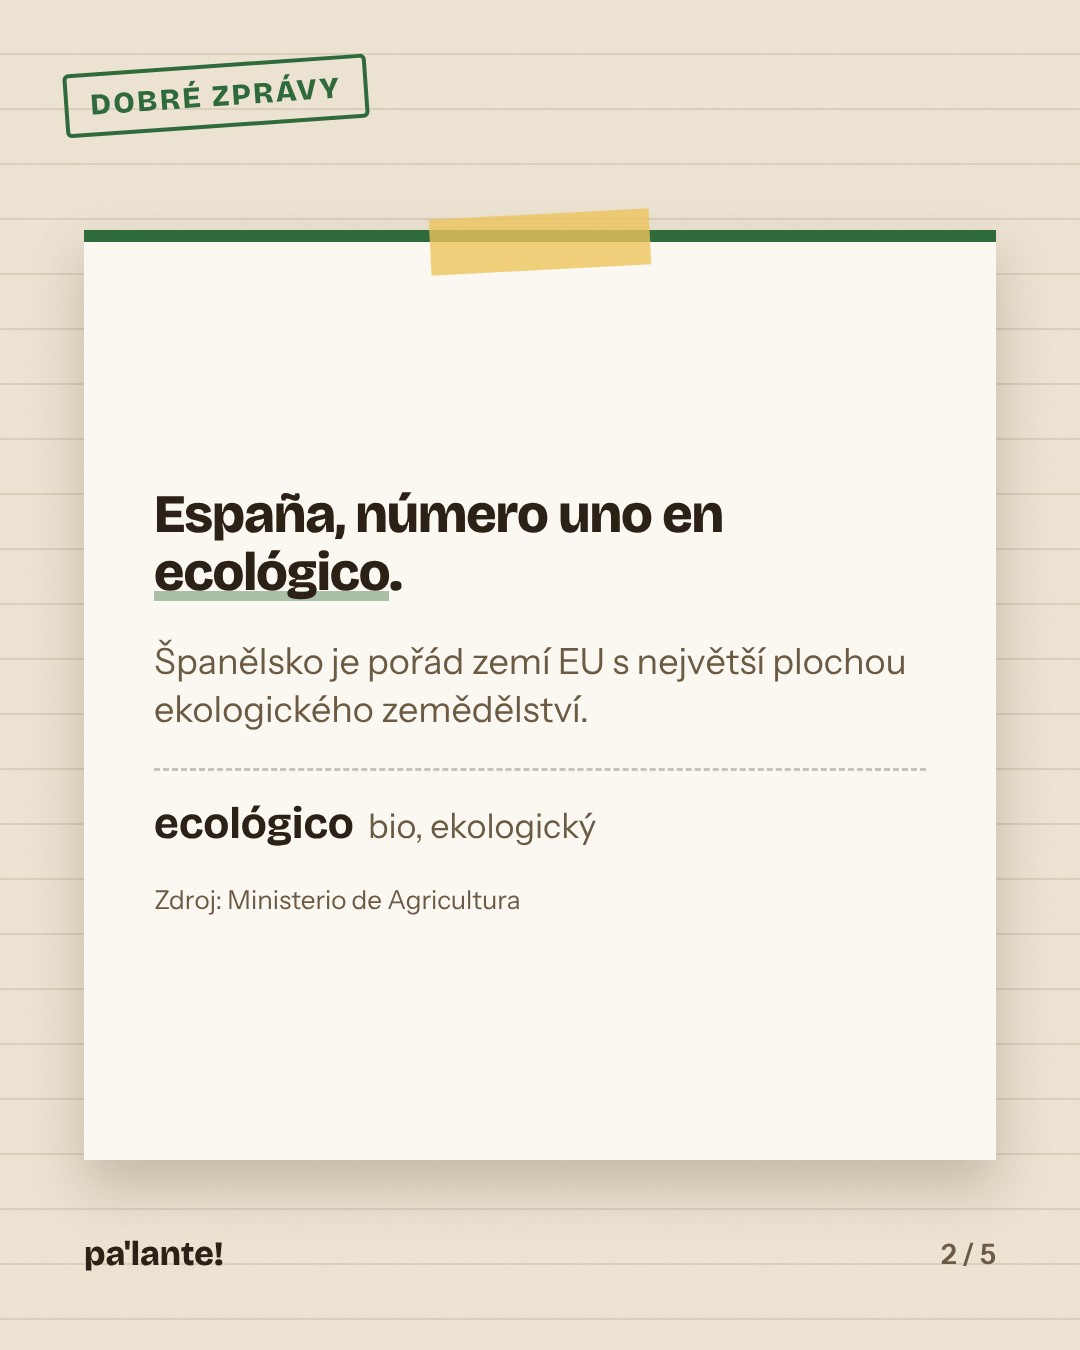 DOBRÉ ZPRÁVY
España, número uno en
ecológico.
Španělsko je pořád zemí EU s největší plochou
ekologického zemědělství.
ecológico bio, ekologický
Zdroj: Ministerio de Agricultura
pa'lante!
2 / 5